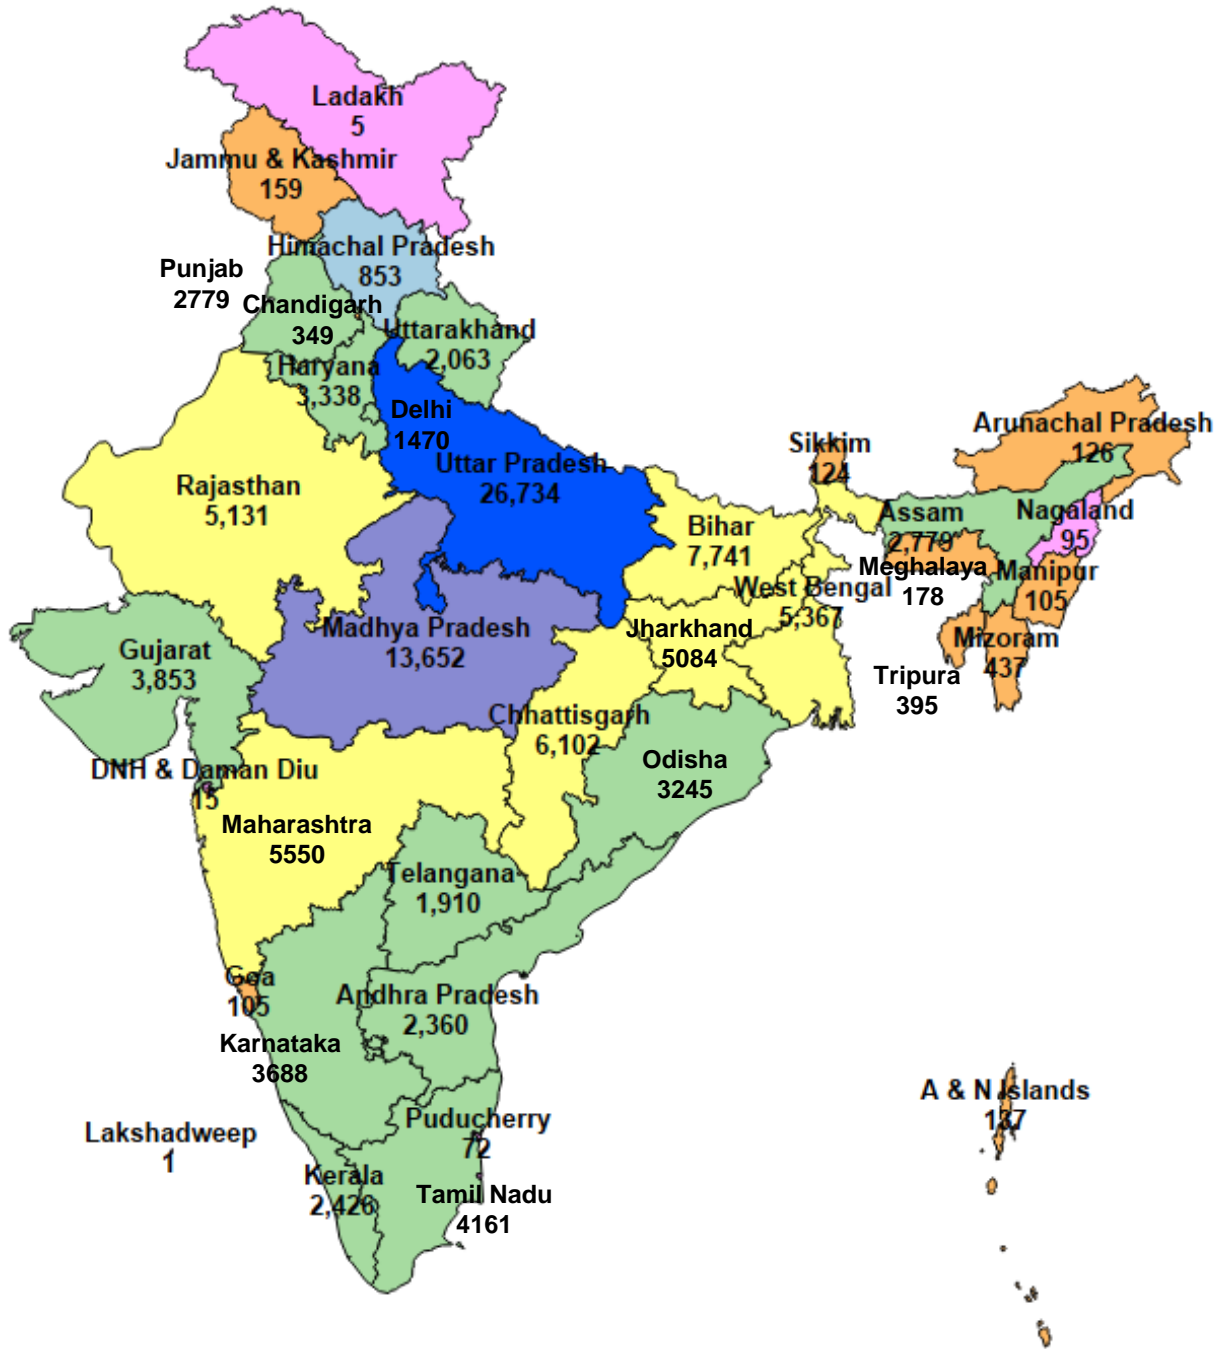 Ladakh
5
Jammu & Kashmir
159
Himachal Pradesh
853
Punjab
2779
Chandigarh
349
Uttarakhand
2,063
Haryana
3,338
Delhi
1470
Uttar Pradesh
26,734
Arunachal Pradesh
126
Sikkim
124
Rajasthan
5,131
Bihar
7,741
Assam
2,779
Nagaland
95
Meghalaya
178
Manipur
105
West Bengal
5,367
Jharkhand
5084
Madhya Pradesh
13,652
Gujarat
3,853
Mizoram
437
Tripura
395
Chhattisgarh
6,102
Odisha
3245
DNH & Daman Diu
15
Maharashtra
5550
Telangana
1,910
Goa
105
Andhra Pradesh
2,360
Karnataka
3688
A & N Islands
137
Puducherry
72
Lakshadweep
1
Kerala
2,426
Tamil Nadu
4161